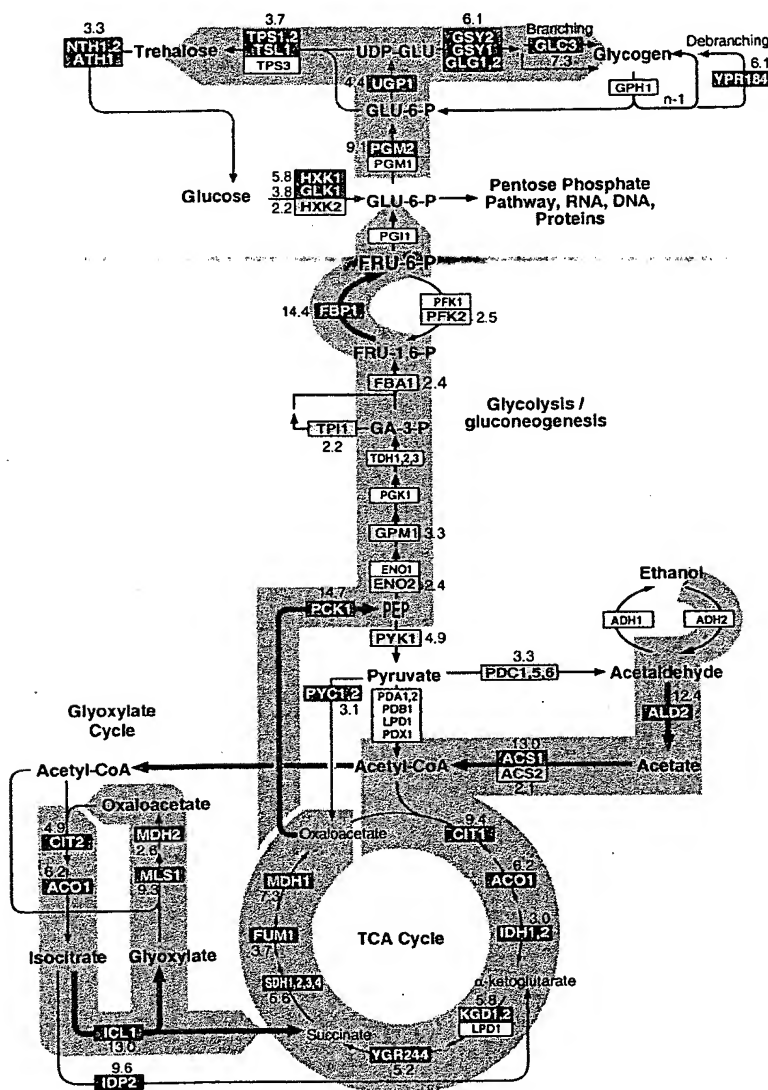 3.3
NTH1,2
ATH1
Trehalose
3.7
TPS1,2
TSL1
TPS3
UDP-GLU
6.1
GSY2
GSY1
GLG1,2
Branching
GLC3
7.3
Glycogen
Debranching
6.1
YPR184
GPH1
n-1
4.4
UGP1
GLU-6-P
9.1
PGM2
PGM1
Glucose
5.8 HXK1
3.8 GLK1
2.2 HXK2
GLU-6-P
Pentose Phosphate
Pathway, RNA, DNA,
Proteins
PGI1
FRU-6-P
14.4 FBP1
PFK1
PFK2 2.5
FRU-1,6-P
FBA1 2.4
Glycolysis /
gluconeogenesis
TPI1
2.2
GA-3-P
TDH1,2,3
PGK1
GPM1 3.3
ENO1
ENO2 2.4
14.7
PCK1
PEP
PYK1 4.9
Ethanol
ADH1
ADH2
Pyruvate
3.3
PDC1,5,6
Acetaldehyde
PYC1,2
3.1
PDA1,2
PDB1
LPD1
PDX1
12.4
ALD2
Glyoxylate
Cycle
Acetyl-CoA
Acetyl-CoA
13.0
ACS1
ACS2
2.1
Acetate
Oxaloacetate
4.9
CIT2
MDH2
2.6
6.2
ACO1
MLS1
9.3
Isocitrate
Glyoxylate
ICL1
13.0
9.6
IDP2
Oxaloacetate
9.4
CIT1
6.2
ACO1
3.0
IDH1,2
α-ketoglutarate
5.8
KGD1,2
LPD1
YGR244
5.2
Succinate
SDH1,2,3,4
5.6
FUM1
3.7
MDH1
7.3
TCA Cycle